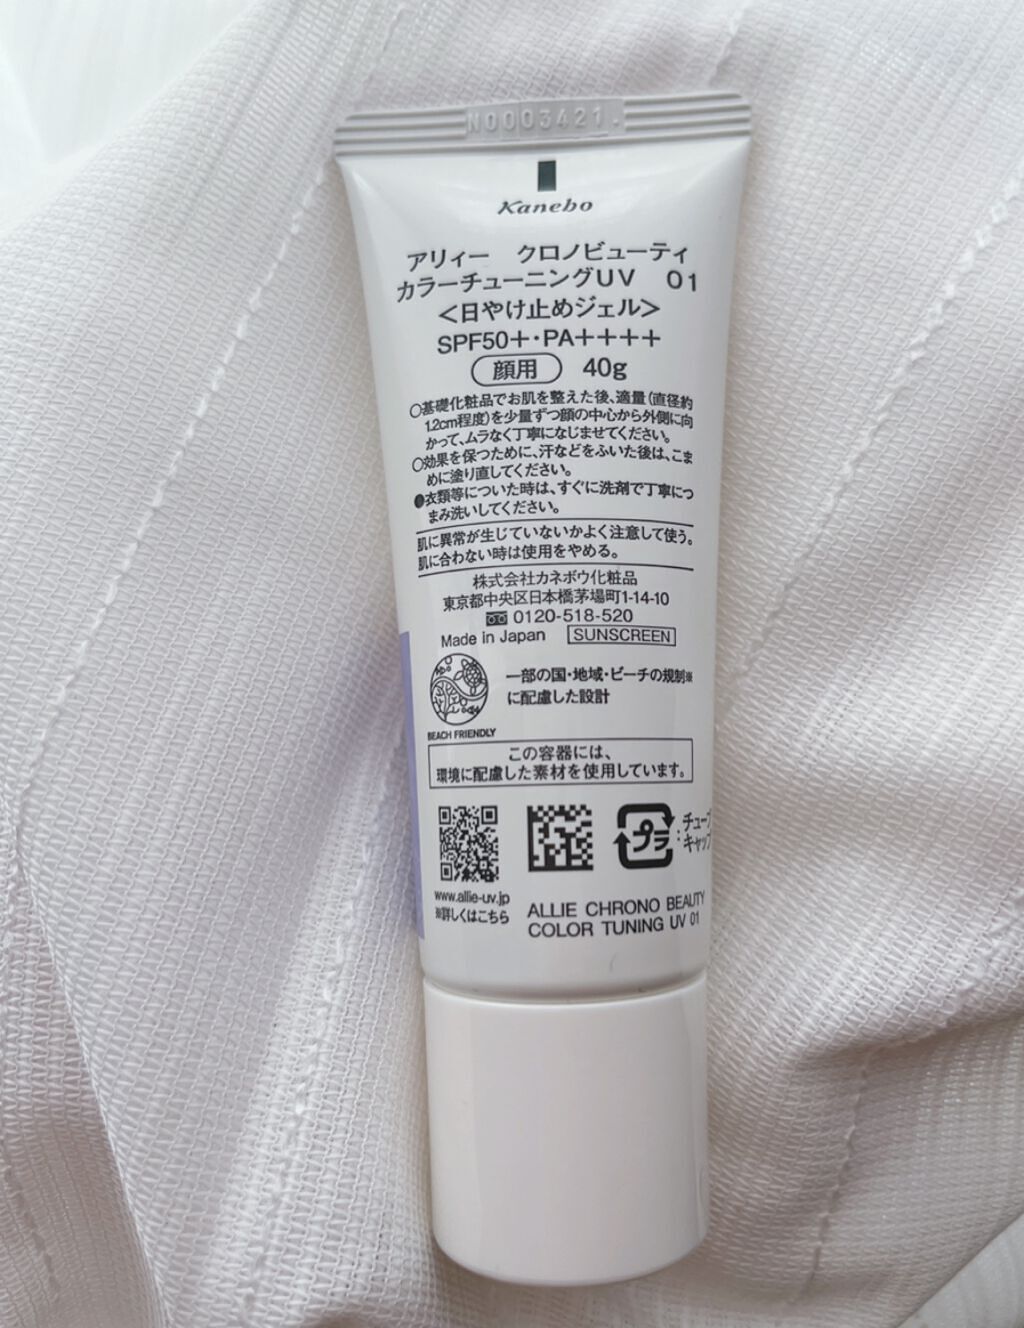 N0003421.
Kanebo
アリィー　クロノビューティ
カラーチューニングUV　01
＜日やけ止めジェル＞
SPF50+・PA++++
顔用　40g
○基礎化粧品でお肌を整えた後、適量(直径約
1.2cm程度)を少量ずつ顔の中心から外側に向
かって、ムラなく丁寧になじませてください。
○効果を保つために、汗などをふいた後は、こま
めに塗り直してください。
●衣類等についた時は、すぐに洗剤で丁寧につ
まみ洗いしてください。
肌に異常が生じていないかよく注意して使う。
肌に合わない時は使用をやめる。
株式会社カネボウ化粧品
東京都中央区日本橋茅場町1-14-10
0120-518-520
Made in Japan　SUNSCREEN
一部の国・地域・ビーチの規制※
に配慮した設計
BEACH FRIENDLY
この容器には、
環境に配慮した素材を使用しています。
プラ
:チューブ
キャップ
www.allie-uv.jp
※詳しくはこちら
ALLIE CHRONO BEAUTY
COLOR TUNING UV 01